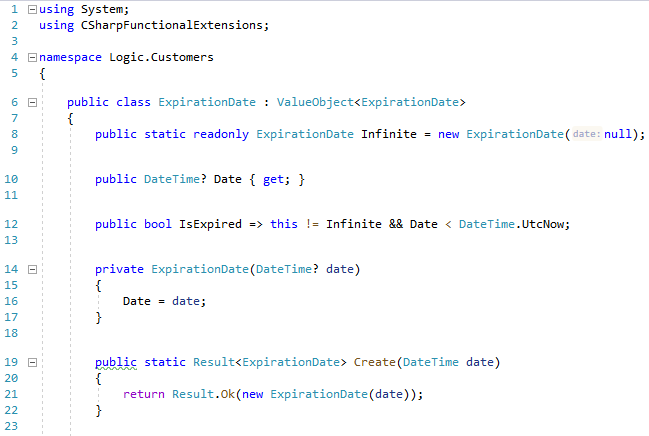 1 using System;
2 using CSharpFunctionalExtensions;
3
4 namespace Logic.Customers
5 {
6 public class ExpirationDate : ValueObject<ExpirationDate>
7 {
8 public static readonly ExpirationDate Infinite = new ExpirationDate(date: null);
9
10 public DateTime? Date { get; }
11
12 public bool IsExpired => this != Infinite && Date < DateTime.UtcNow;
13
14 private ExpirationDate(DateTime? date)
15 {
16 Date = date;
17 }
18
19 public static Result<ExpirationDate> Create(DateTime date)
20 {
21 return Result.Ok(new ExpirationDate(date));
22 }
23